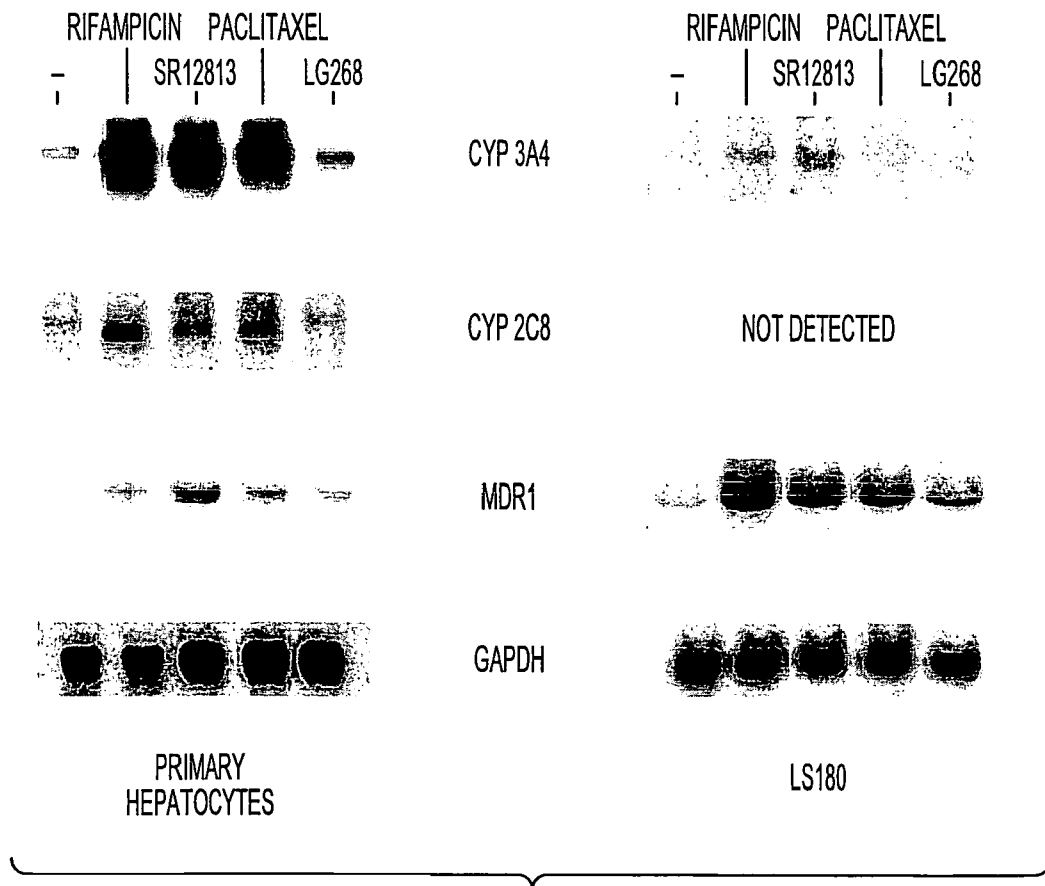 RIFAMPICIN PACLITAXEL
– SR12813 LG268
RIFAMPICIN PACLITAXEL
– SR12813 LG268
CYP 3A4
CYP 2C8
NOT DETECTED
MDR1
GAPDH
PRIMARY
HEPATOCYTES
LS180